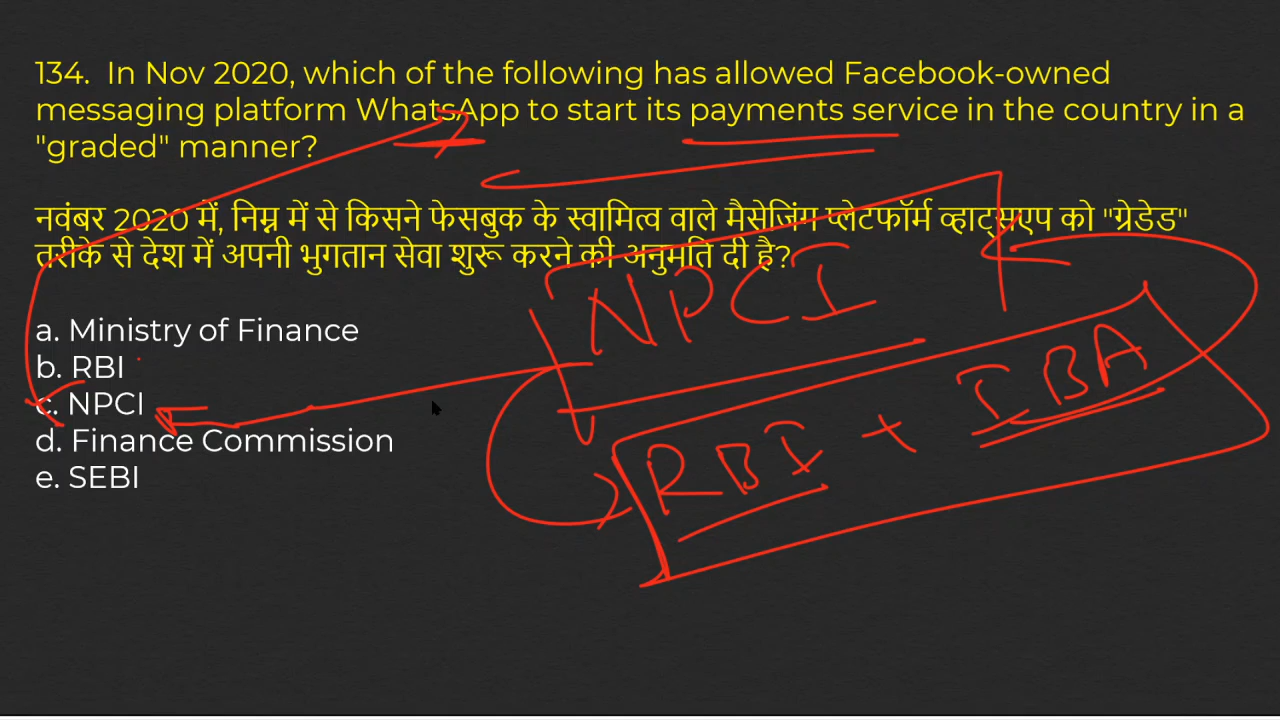 134. In Nov 2020, which of the following has allowed Facebook-owned
messaging platform WhatsApp to start its payments service in the country in a
"graded" manner?
नवंबर 2020 में, निम्न में से किसने फेसबुक के स्वामित्व वाले मैसेजिंग प्लेटफॉर्म व्हाट्सएप को "ग्रेडेड"
तरीके से देश में अपनी भुगतान सेवा शुरू करने की अनुमति दी है?
NPCI
a. Ministry of Finance
b. RBI
c. NPCI
d. Finance Commission
e. SEBI
RBI + IBA